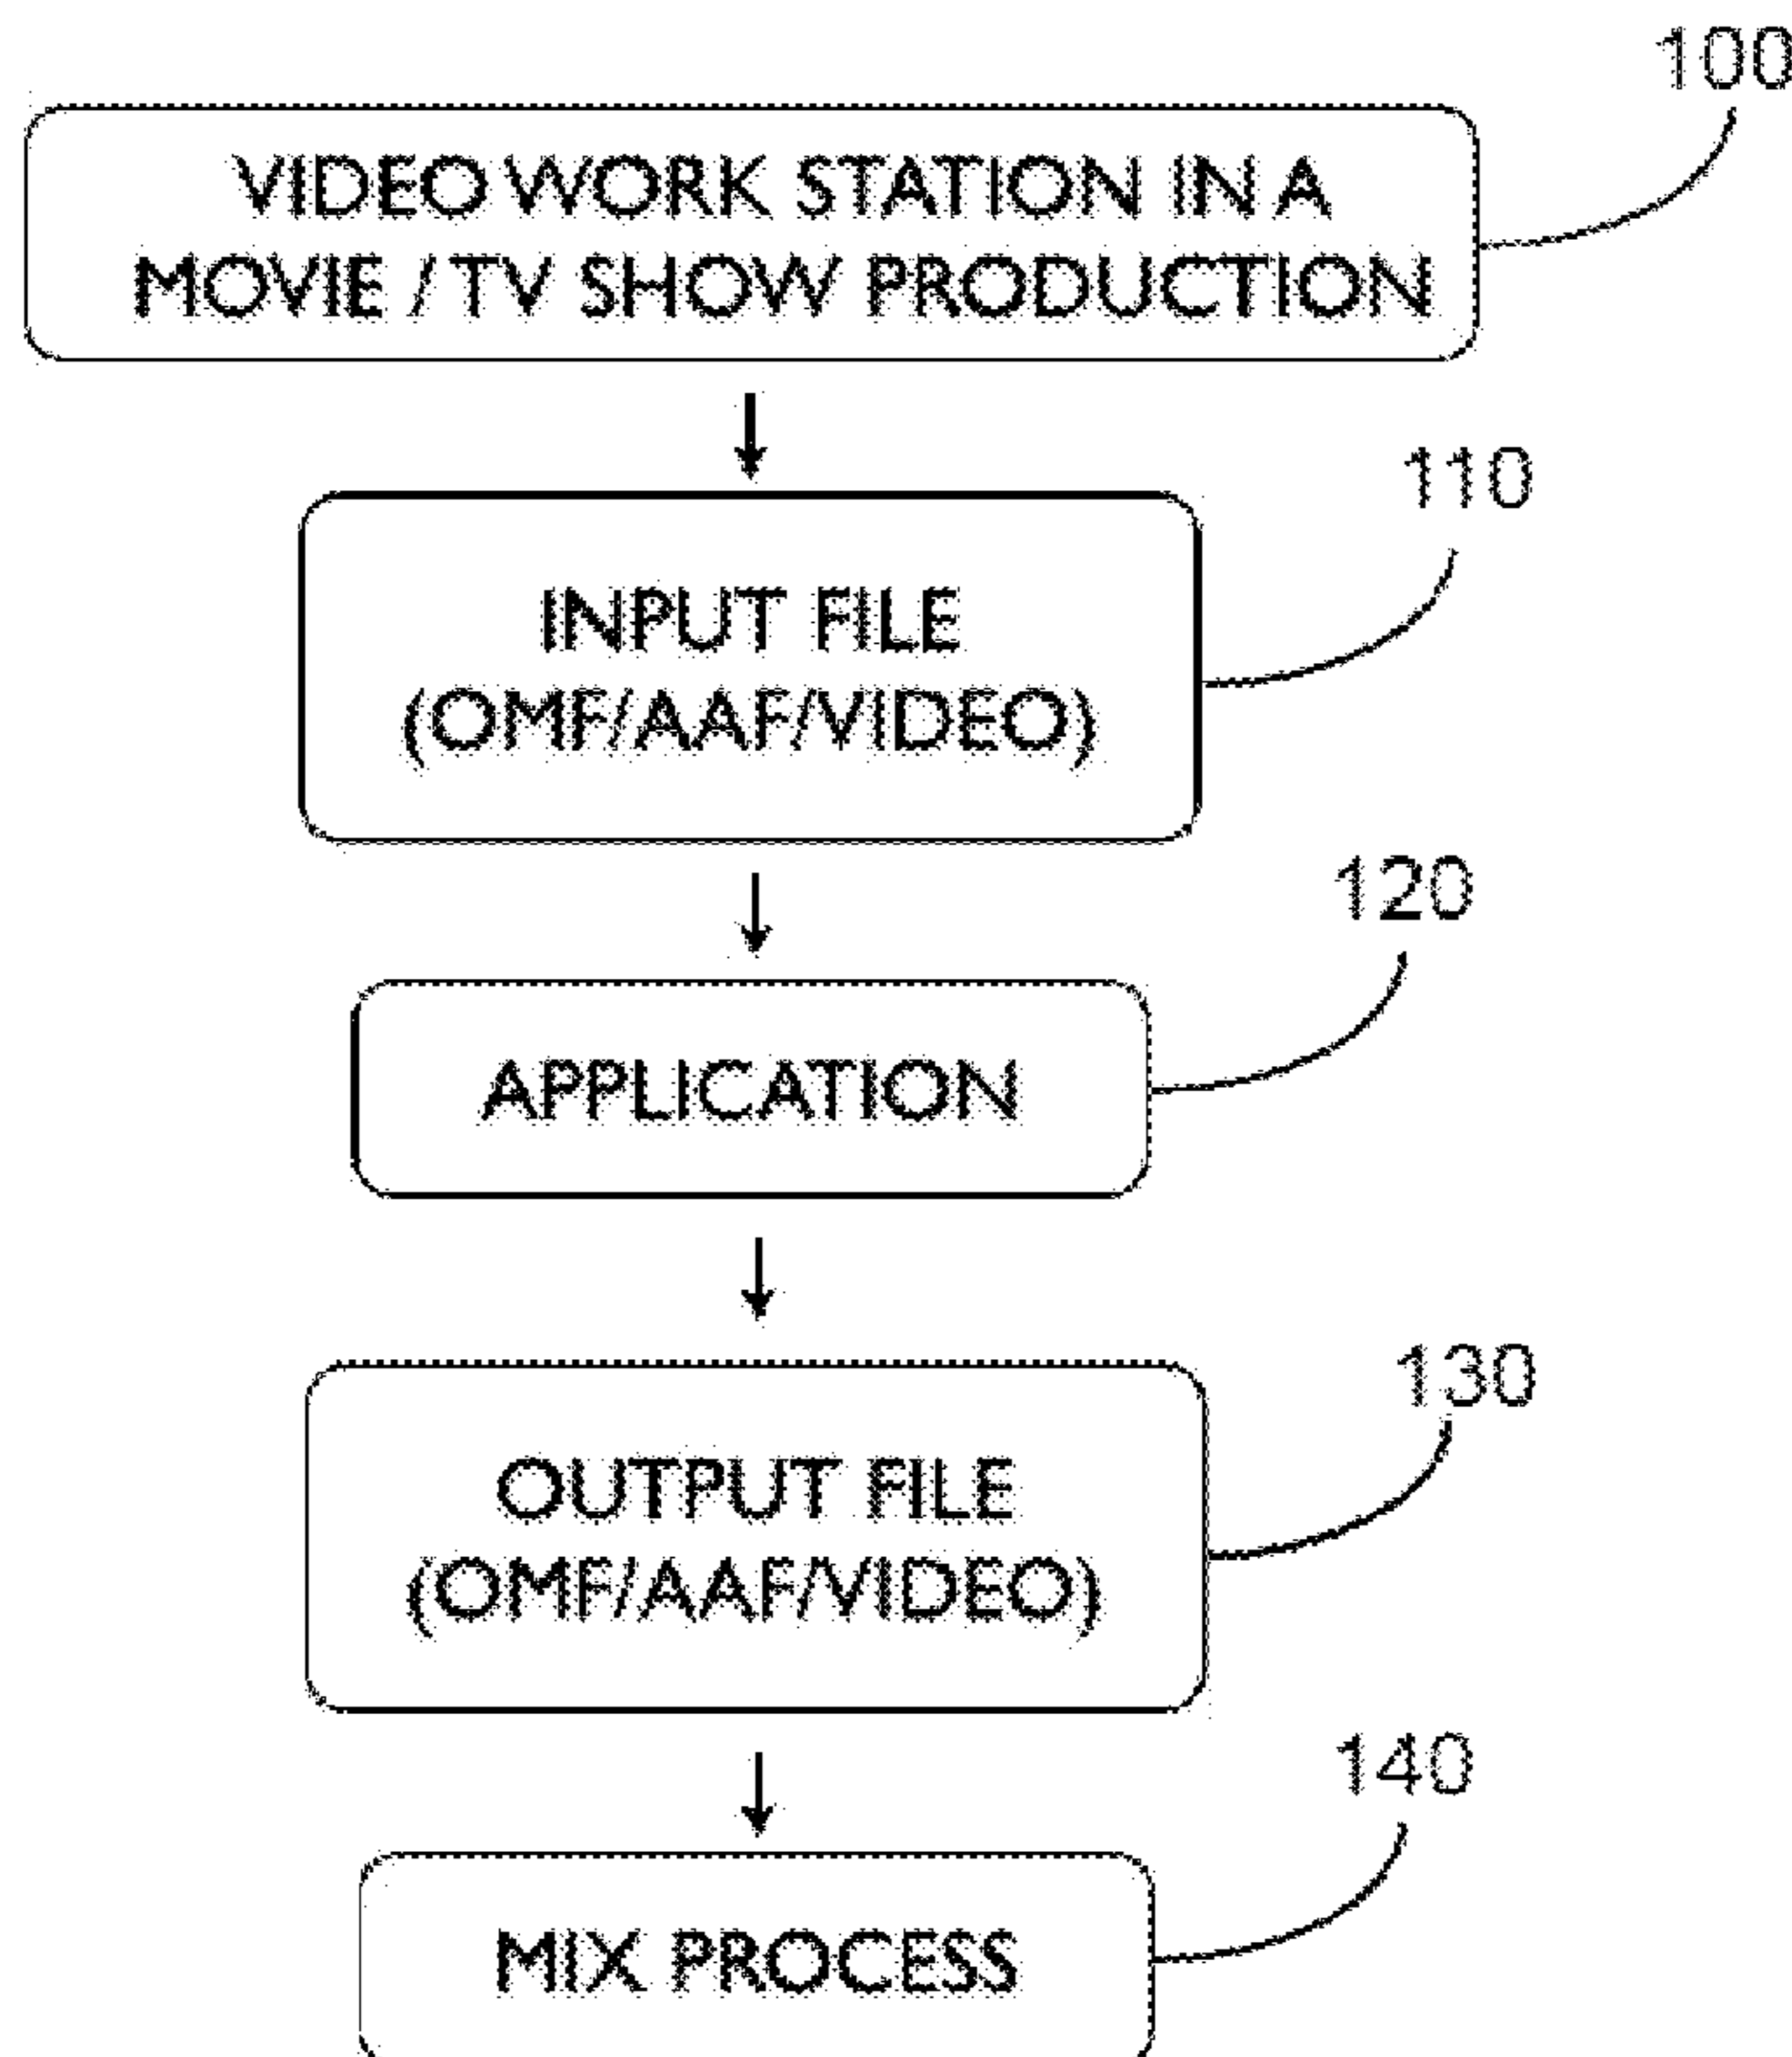 100
VIDEO WORK STATION IN A
MOVIE / TV SHOW PRODUCTION
110
INPUT FILE
(OMF/AAF/VIDEO)
120
APPLICATION
130
OUTPUT FILE
(OMF/AAF/VIDEO)
140
MIX PROCESS